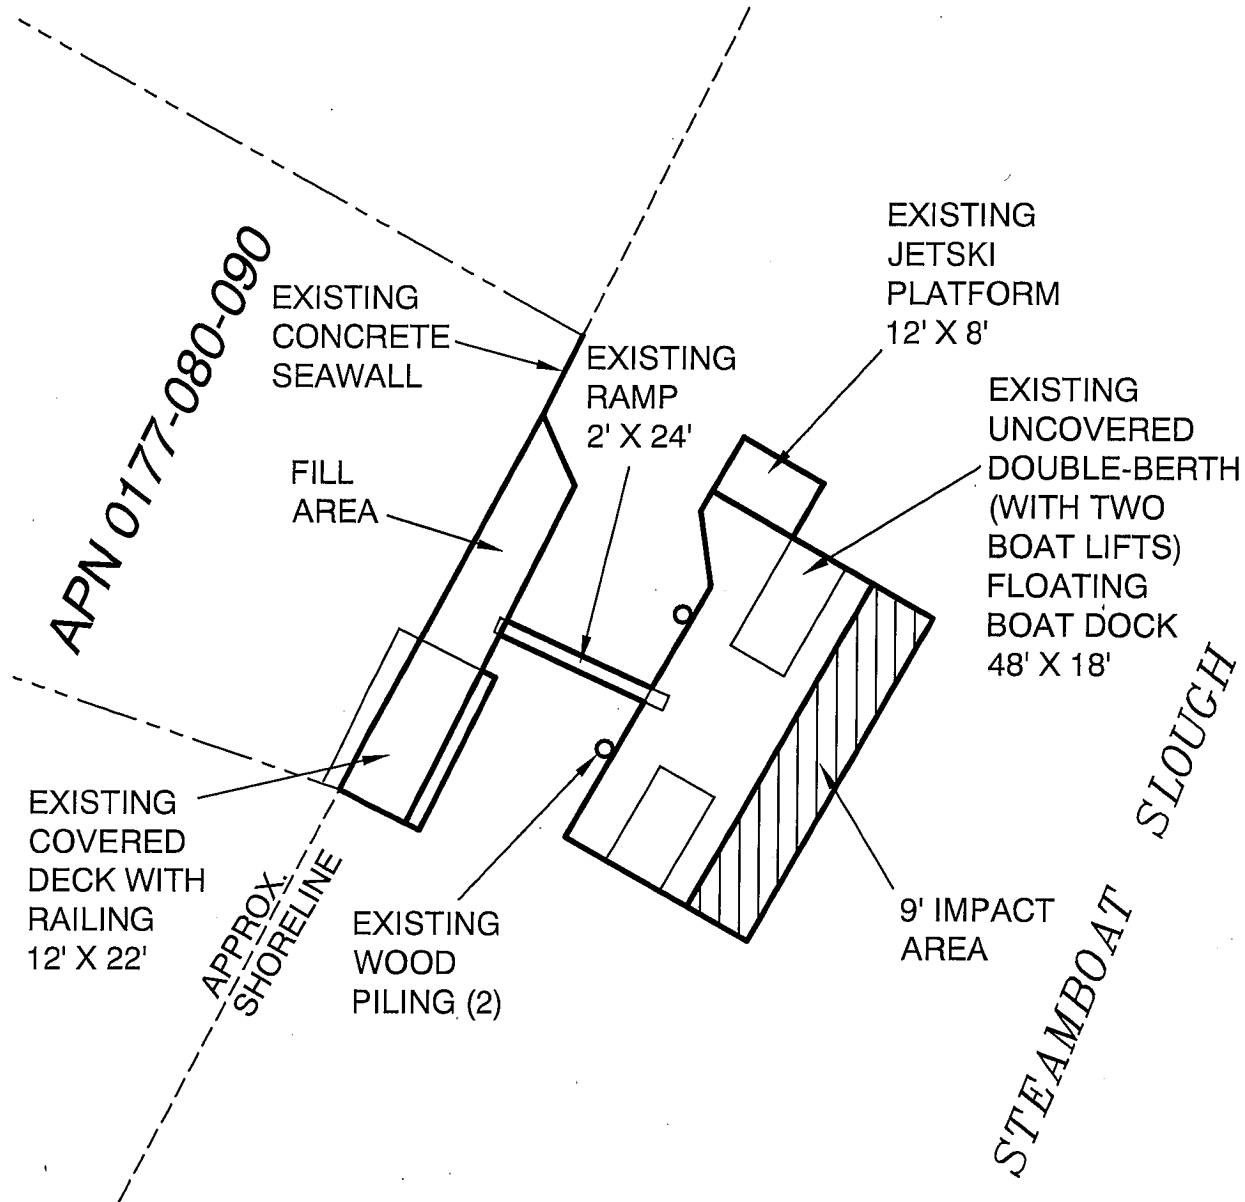 EXISTING
JETSKI
PLATFORM
12' X 8'
APN 0177-080-090
EXISTING
CONCRETE
SEAWALL
EXISTING
RAMP
2' X 24'
EXISTING
UNCOVERED
DOUBLE-BERTH
(WITH TWO
BOAT LIFTS)
FLOATING
BOAT DOCK
48' X 18'
FILL
AREA
EXISTING
COVERED
DECK WITH
RAILING
12' X 22'
APPROX.
SHORELINE
EXISTING
WOOD
PILING (2)
9' IMPACT
AREA
STEAMBOAT SLOUGH